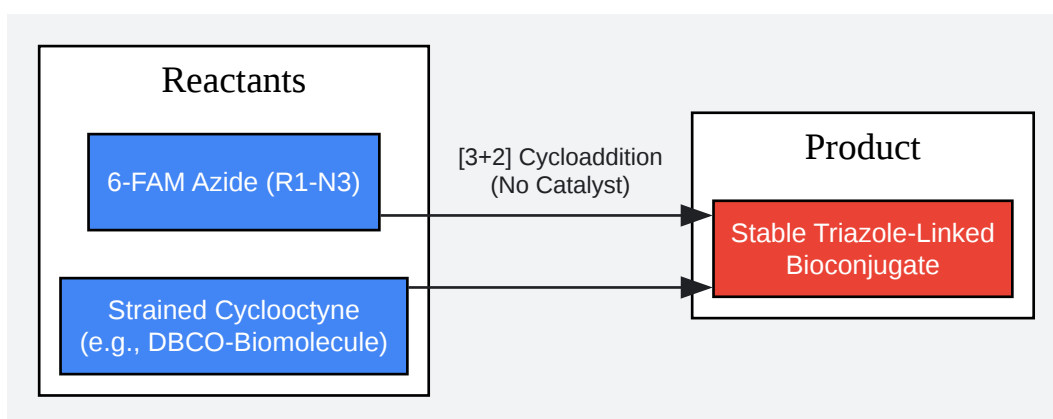 Reactants
6-FAM Azide (R1-N3)
Strained Cyclooctyne
(e.g., DBCO-Biomolecule)
[3+2] Cycloaddition
(No Catalyst)
Product
Stable Triazole-Linked
Bioconjugate